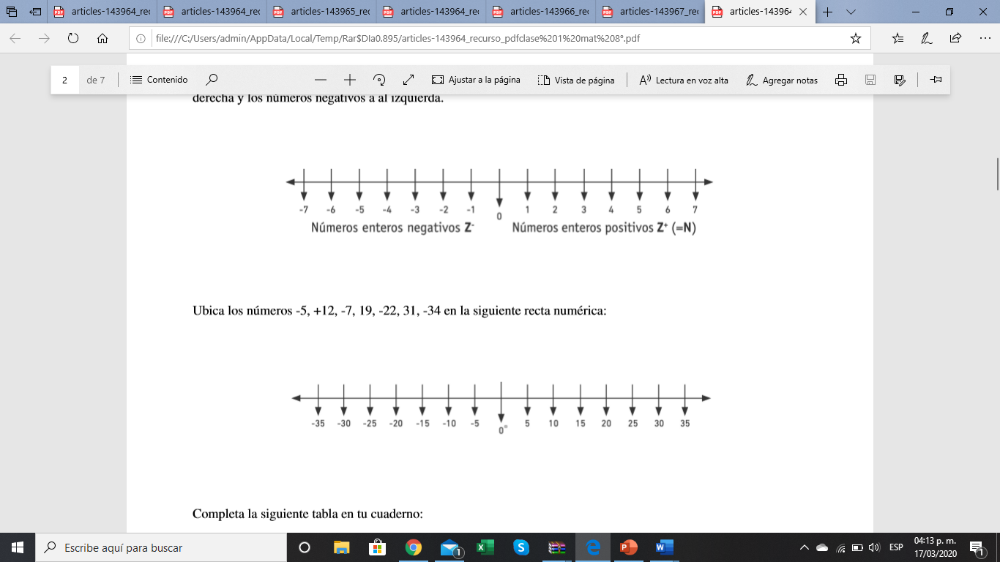 articles-143964_rec
articles-143964_rec
articles-143965_rec
articles-143964_rec
articles-143966_rec
articles-143967_rec
articles-143964
file:///C:/Users/admin/AppData/Local/Temp/Rar$DIa0.895/articles-143964_recurso_pdfclase%201%20mat%208°.pdf
2 de 7 Contenido Ajustar a la página Vista de página Lectura en voz alta Agregar notas
derecha y los números negativos a al izquierda.
-7 -6 -5 -4 -3 -2 -1 0 1 2 3 4 5 6 7
Números enteros negativos Z⁻ Números enteros positivos Z⁺ (=N)
Ubica los números -5, +12, -7, 19, -22, 31, -34 en la siguiente recta numérica:
-35 -30 -25 -20 -15 -10 -5 0° 5 10 15 20 25 30 35
Completa la siguiente tabla en tu cuaderno:
Escribe aquí para buscar
1
ESP
04:13 p. m.
17/03/2020
1